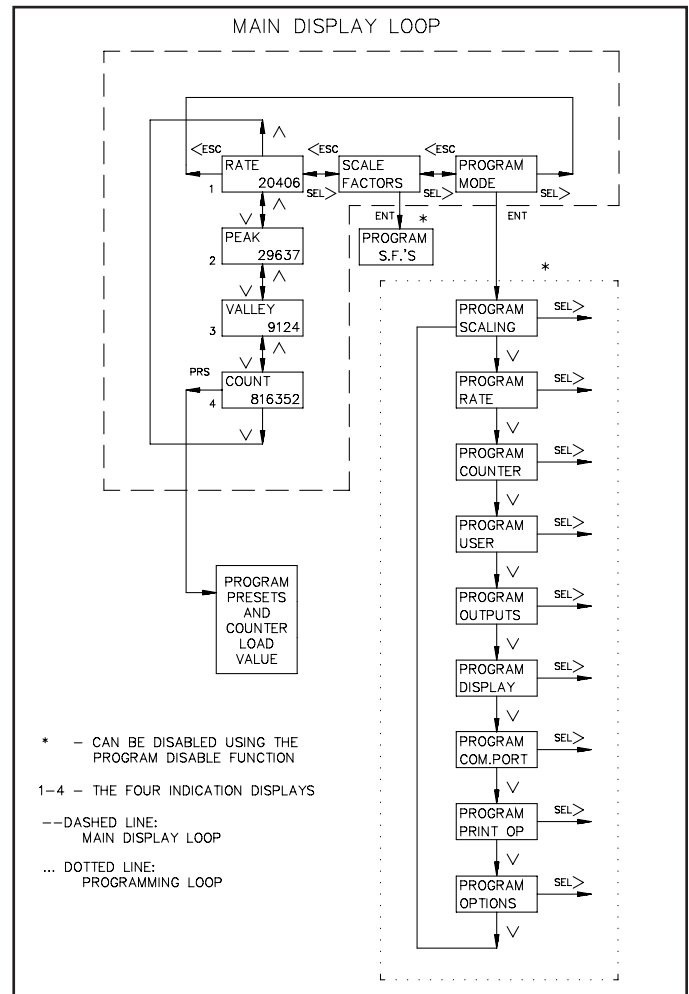 MAIN DISPLAY LOOP
*
<ESC
<ESC
<ESC
RATE
20406
1
SEL>
SCALE
FACTORS
SEL>
PROGRAM
MODE
SEL>
ENT
*
PROGRAM
S.F.'S
ENT
PEAK
29637
2
VALLEY
9124
3
PRS
COUNT
816352
4
*
PROGRAM
SCALING
SEL>
PROGRAM
RATE
SEL>
PROGRAM
COUNTER
SEL>
PROGRAM
USER
SEL>
PROGRAM
OUTPUTS
SEL>
PROGRAM
DISPLAY
SEL>
PROGRAM
COM.PORT
SEL>
PROGRAM
PRINT OP
SEL>
PROGRAM
OPTIONS
SEL>
PROGRAM
PRESETS
AND
COUNTER
LOAD
VALUE
* – CAN BE DISABLED USING THE
PROGRAM DISABLE FUNCTION
1–4 – THE FOUR INDICATION DISPLAYS
––DASHED LINE:
MAIN DISPLAY LOOP
... DOTTED LINE:
PROGRAMMING LOOP